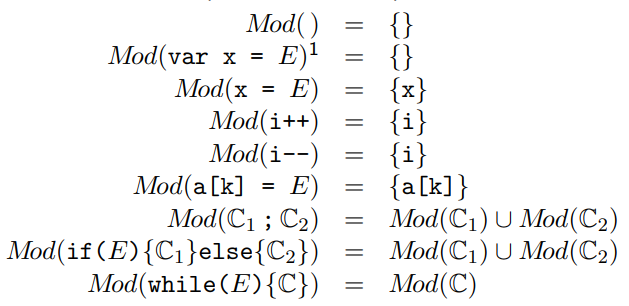 Mod( ) = {}
Mod(var x = E)¹ = {}
Mod(x = E) = {x}
Mod(i++) = {i}
Mod(i--) = {i}
Mod(a[k] = E) = {a[k]}
Mod(ℂ₁ ; ℂ₂) = Mod(ℂ₁) ∪ Mod(ℂ₂)
Mod(if(E){ℂ₁}else{ℂ₂}) = Mod(ℂ₁) ∪ Mod(ℂ₂)
Mod(while(E){ℂ}) = Mod(ℂ)